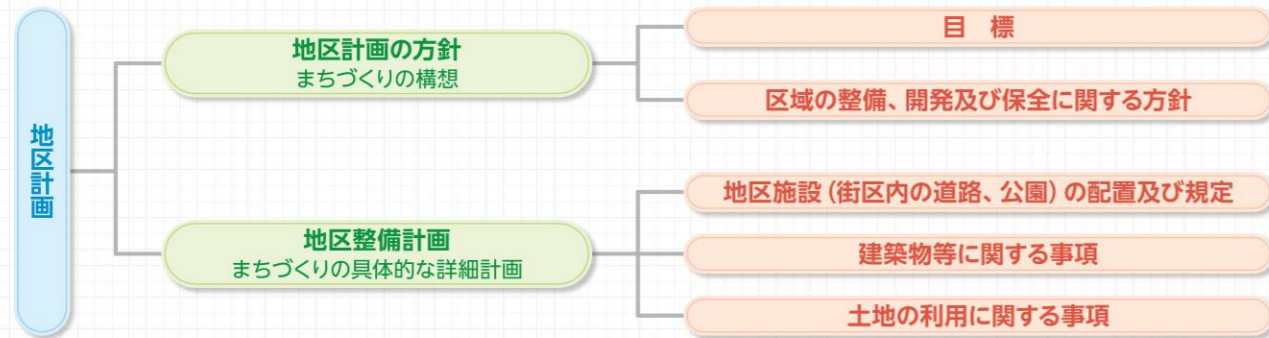 地区計画
地区計画の方針
まちづくりの構想
目　標
区域の整備、開発及び保全に関する方針
地区整備計画
まちづくりの具体的な詳細計画
地区施設（街区内の道路、公園）の配置及び規定
建築物等に関する事項
土地の利用に関する事項